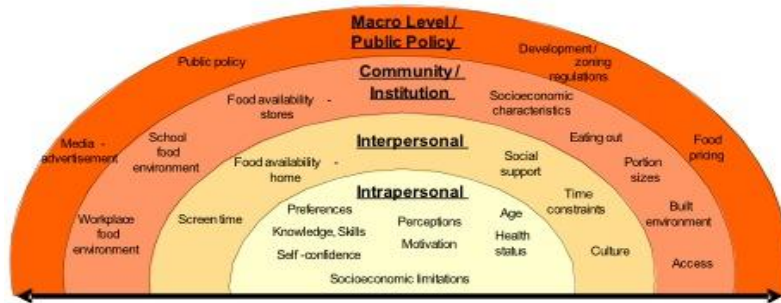 Macro Level /
Public Policy
Public policy
Development /
zoning
regulations
Media -
advertisement
Food
pricing
Community /
Institution
Food availability -
stores
Socioeconomic
characteristics
School
food
environment
Eating out
Portion
sizes
Workplace
food
environment
Built
environment
Access
Interpersonal
Food availability -
home
Social
support
Screen time
Time
constraints
Culture
Intrapersonal
Preferences
Perceptions
Age
Knowledge, Skills
Motivation
Health
status
Self -confidence
Socioeconomic limitations